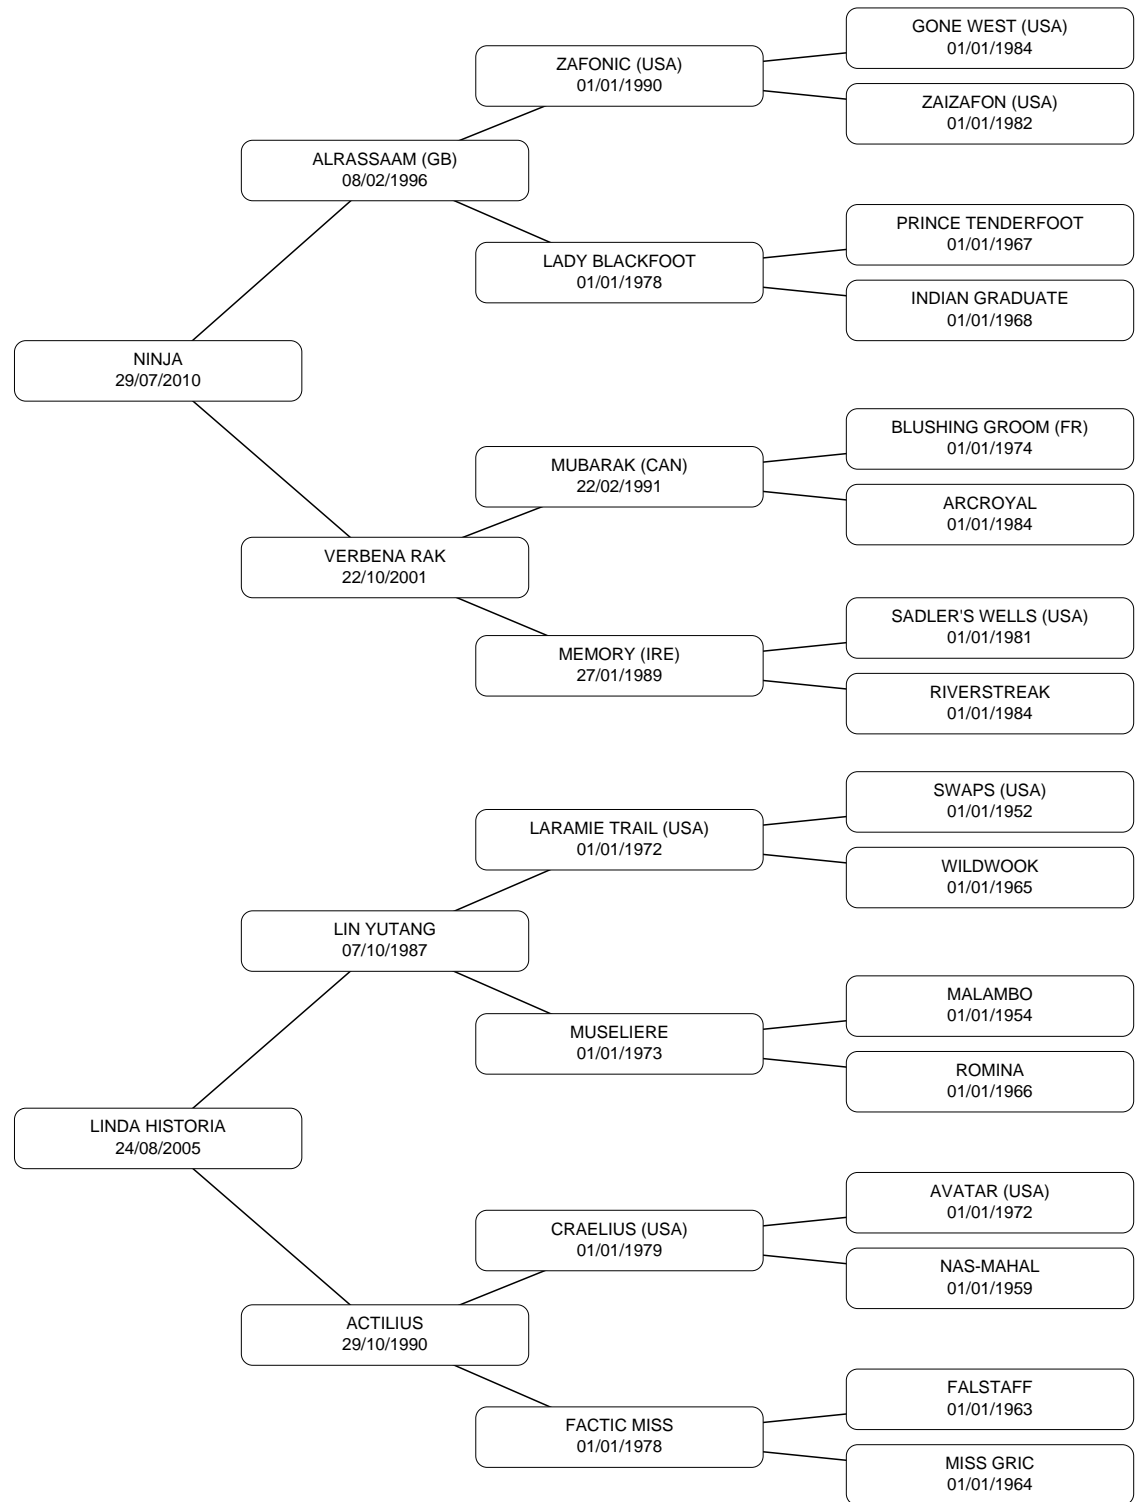 GONE WEST (USA)
01/01/1984
ZAFONIC (USA)
01/01/1990
ZAIZAFON (USA)
01/01/1982
ALRASSAAM (GB)
08/02/1996
PRINCE TENDERFOOT
01/01/1967
LADY BLACKFOOT
01/01/1978
INDIAN GRADUATE
01/01/1968
NINJA
29/07/2010
BLUSHING GROOM (FR)
01/01/1974
MUBARAK (CAN)
22/02/1991
ARCROYAL
01/01/1984
VERBENA RAK
22/10/2001
SADLER'S WELLS (USA)
01/01/1981
MEMORY (IRE)
27/01/1989
RIVERSTREAK
01/01/1984
SWAPS (USA)
01/01/1952
LARAMIE TRAIL (USA)
01/01/1972
WILDWOOK
01/01/1965
LIN YUTANG
07/10/1987
MALAMBO
01/01/1954
MUSELIERE
01/01/1973
ROMINA
01/01/1966
LINDA HISTORIA
24/08/2005
AVATAR (USA)
01/01/1972
CRAELIUS (USA)
01/01/1979
NAS-MAHAL
01/01/1959
ACTILIUS
29/10/1990
FALSTAFF
01/01/1963
FACTIC MISS
01/01/1978
MISS GRIC
01/01/1964